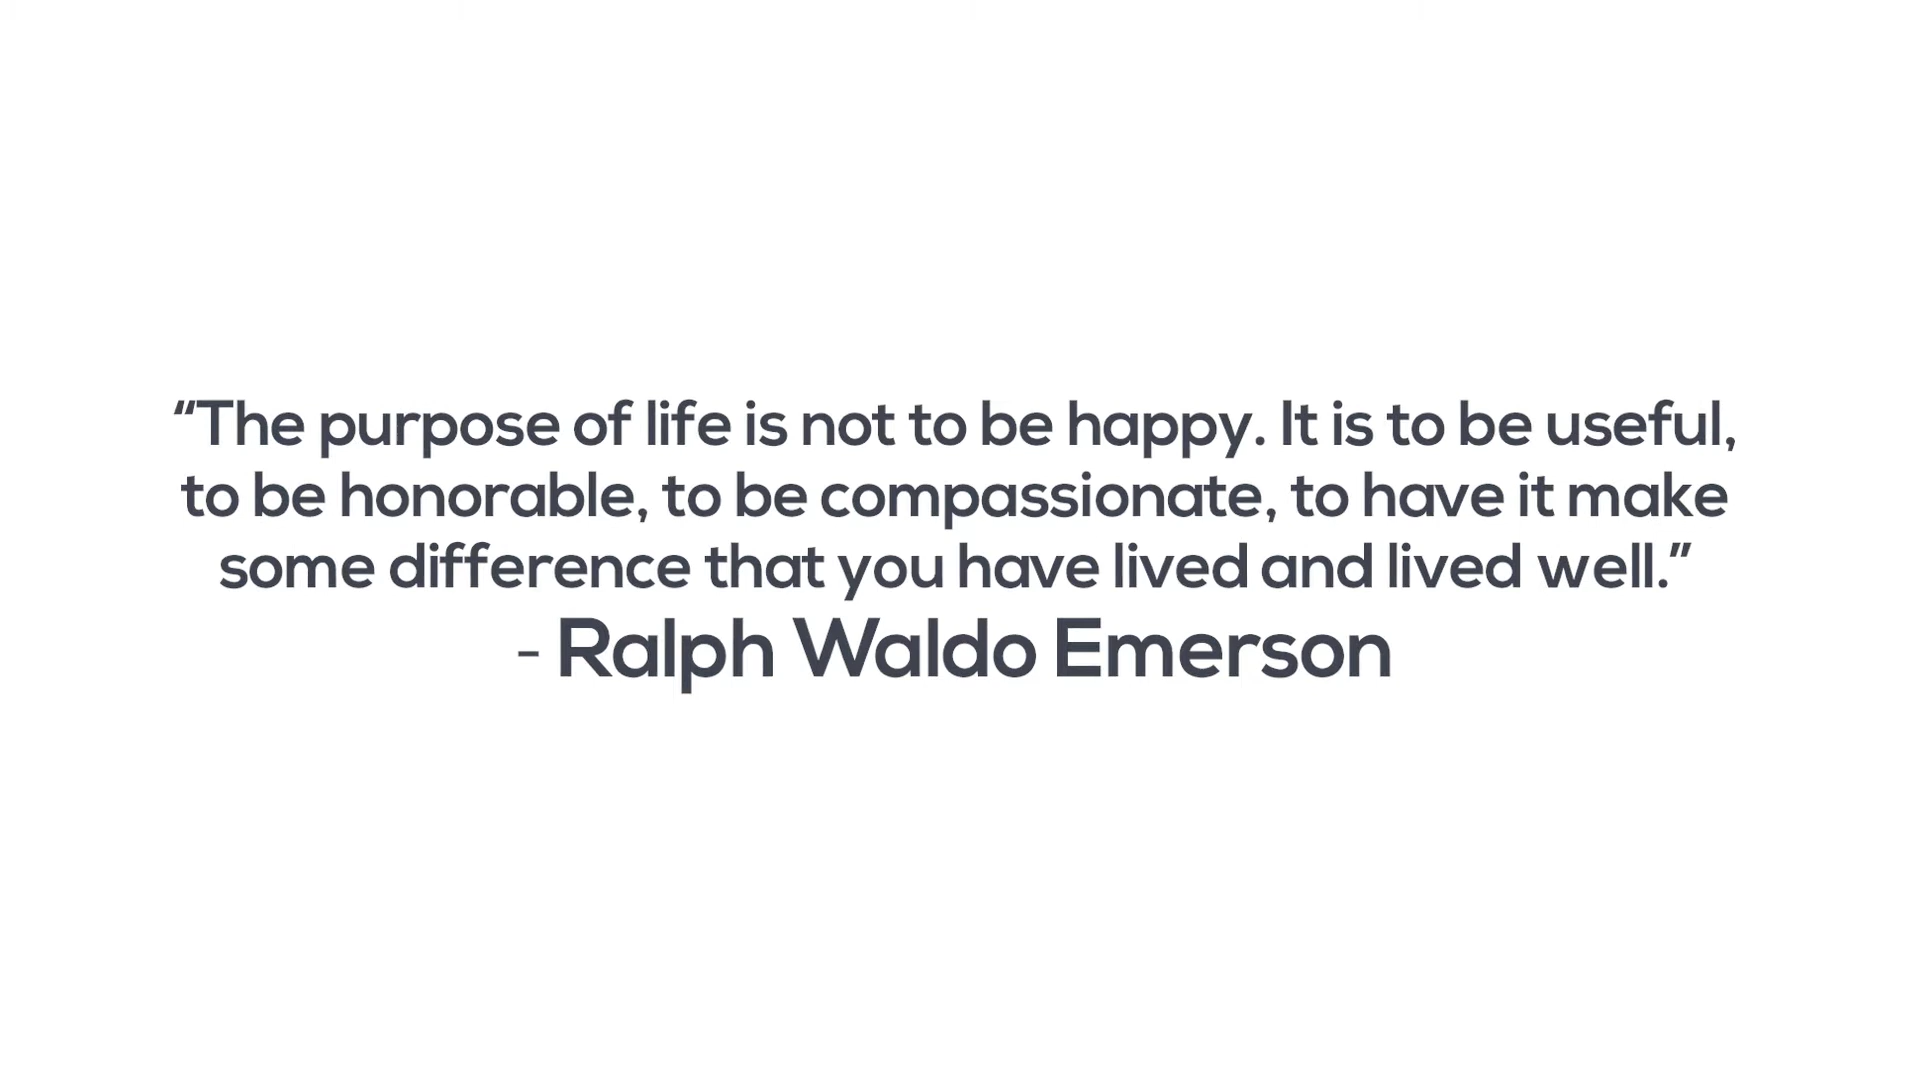 “The purpose of life is not to be happy. It is to be useful,
to be honorable, to be compassionate, to have it make
some difference that you have lived and lived well.”
- Ralph Waldo Emerson